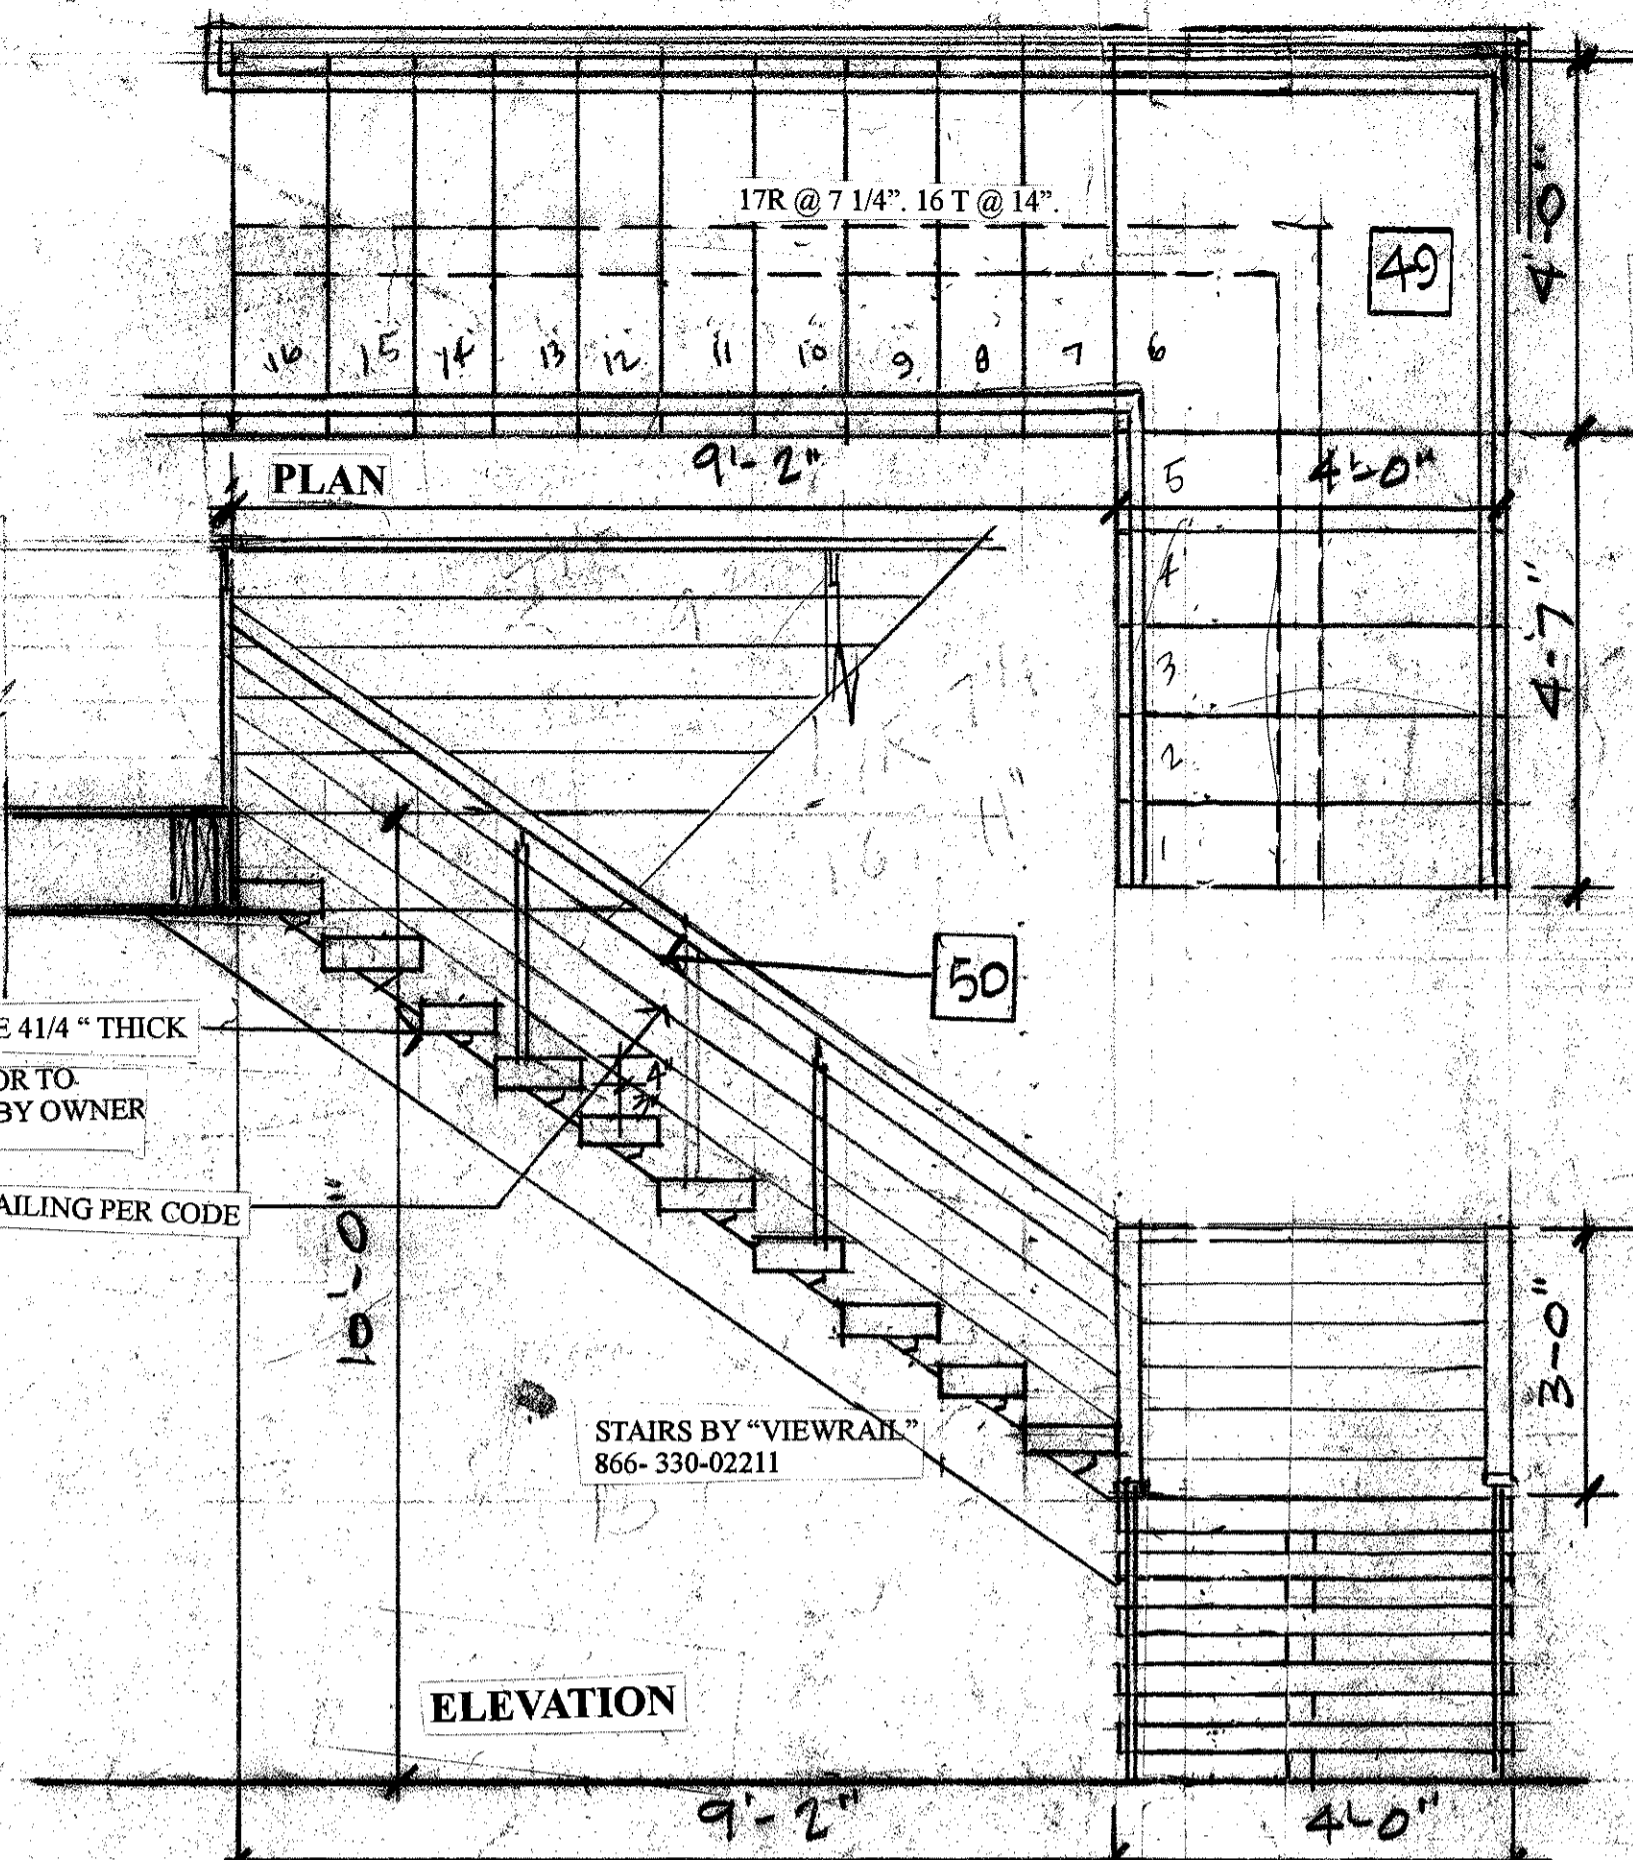 17R @ 7 1/4”. 16 T @ 14”.
4'-0"
49
16 15 14 13 12 11 10 9 8 7 6
9'-2"
PLAN
5
4'-0"
4
3
4-7"
2
1
50
E 41/4 “ THICK
OR TO
BY OWNER
4"
AILING PER CODE
10'-0"
3-0"
STAIRS BY “VIEWRAIL”
866- 330-02211
ELEVATION
9'-2"
4'-0"